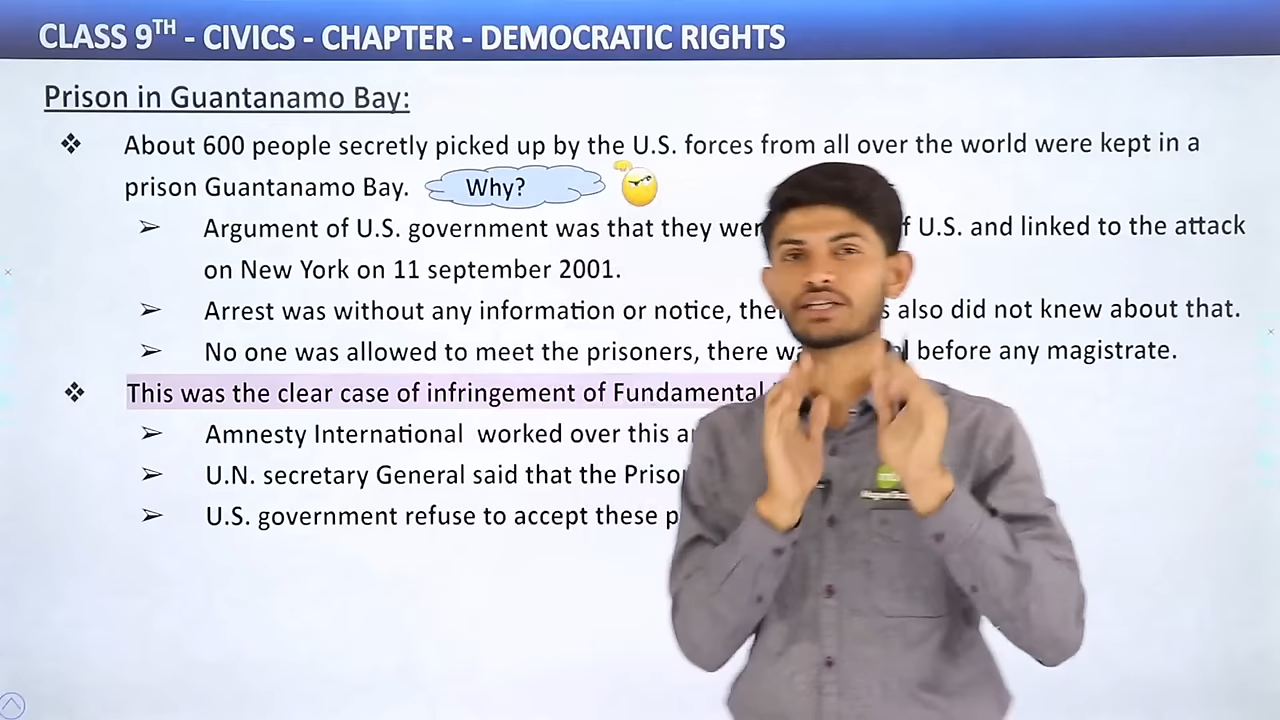 CLASS 9TH - CIVICS - CHAPTER - DEMOCRATIC RIGHTS
Prison in Guantanamo Bay:
❖ About 600 people secretly picked up by the U.S. forces from all over the world were kept in a
prison Guantanamo Bay. Why?
➢ Argument of U.S. government was that they U.S. and linked to the attack
on New York on 11 september 2001.
➢ Arrest was without any information or notice, also did not knew about that.
➢ No one was allowed to meet the prisoners, there before any magistrate.
❖ This was the clear case of infringement of Fundamental
➢ Amnesty International worked over this
➢ U.N. secretary General said that the
➢ U.S. government refuse to accept these